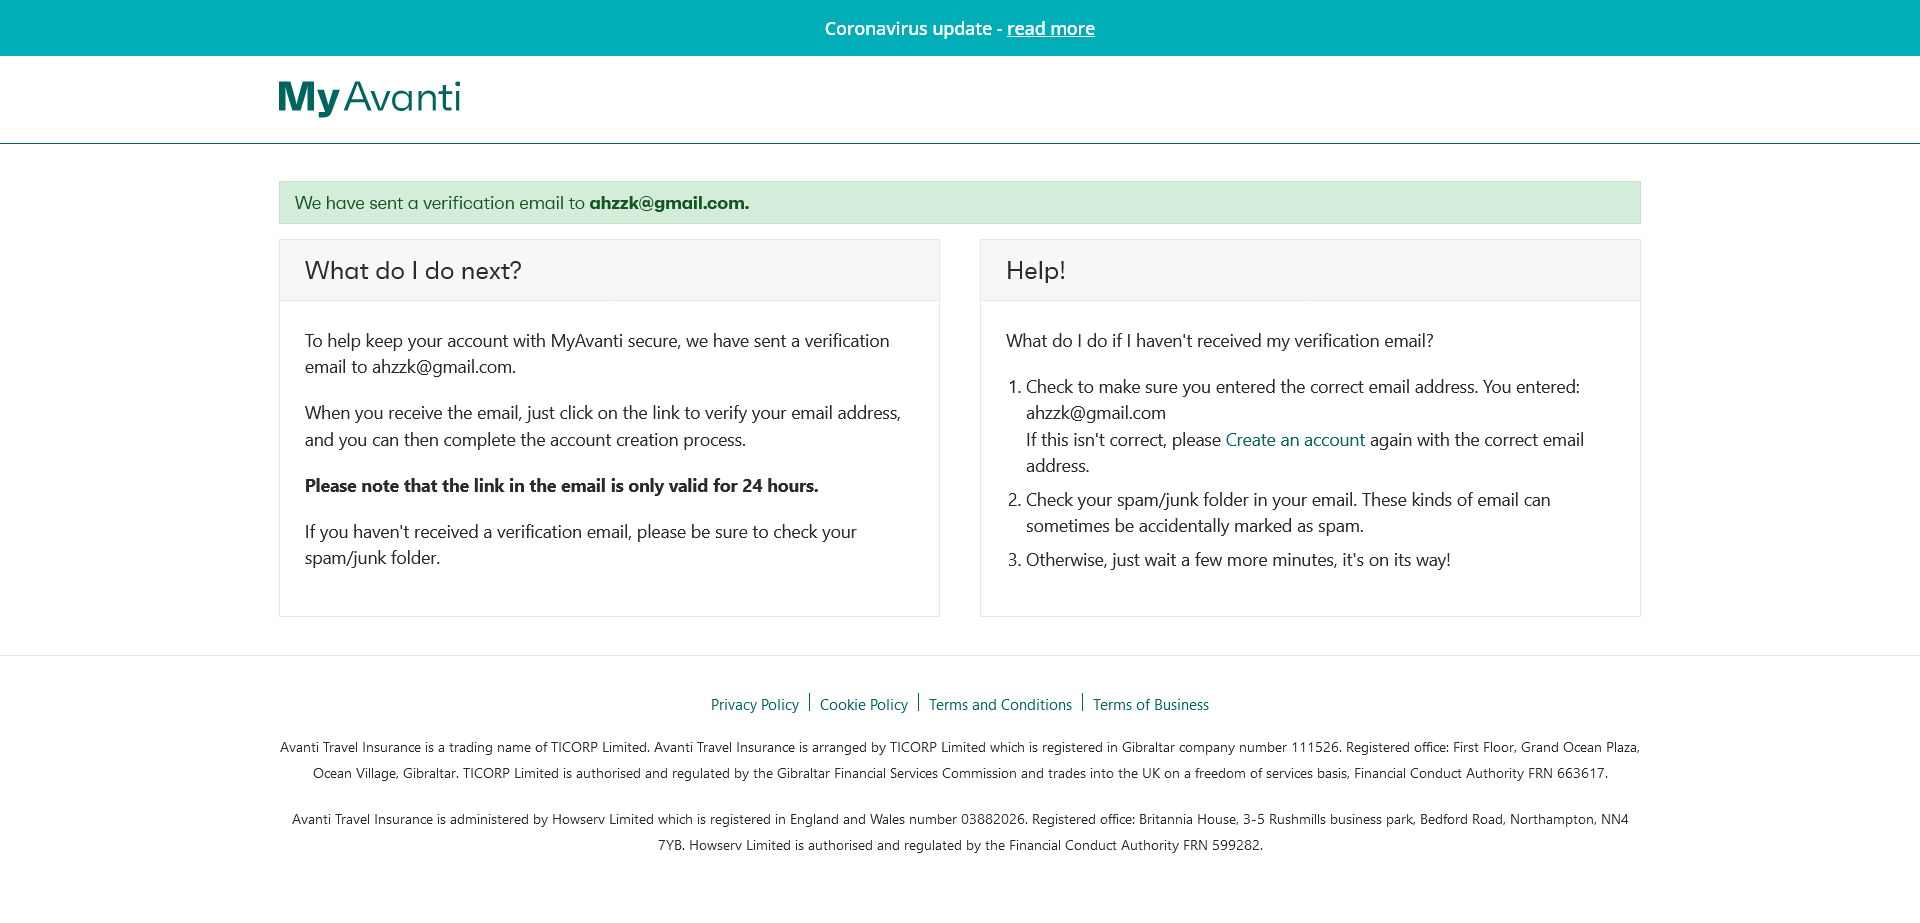 Coronavirus update - read more
MyAvanti
We have sent a verification email to ahzzk@gmail.com.
What do I do next?
To help keep your account with MyAvanti secure, we have sent a verification
email to ahzzk@gmail.com.
When you receive the email, just click on the link to verify your email address,
and you can then complete the account creation process.
Please note that the link in the email is only valid for 24 hours.
If you haven't received a verification email, please be sure to check your
spam/junk folder.
Help!
What do I do if I haven't received my verification email?
1. Check to make sure you entered the correct email address. You entered:
ahzzk@gmail.com
If this isn't correct, please Create an account again with the correct email
address.
2. Check your spam/junk folder in your email. These kinds of email can
sometimes be accidentally marked as spam.
3. Otherwise, just wait a few more minutes, it's on its way!
Privacy Policy | Cookie Policy | Terms and Conditions | Terms of Business
Avanti Travel Insurance is a trading name of TICORP Limited. Avanti Travel Insurance is arranged by TICORP Limited which is registered in Gibraltar company number 111526. Registered office: First Floor, Grand Ocean Plaza,
Ocean Village, Gibraltar. TICORP Limited is authorised and regulated by the Gibraltar Financial Services Commission and trades into the UK on a freedom of services basis, Financial Conduct Authority FRN 663617.
Avanti Travel Insurance is administered by Howserv Limited which is registered in England and Wales number 03882026. Registered office: Britannia House, 3-5 Rushmills business park, Bedford Road, Northampton, NN4
7YB. Howserv Limited is authorised and regulated by the Financial Conduct Authority FRN 599282.